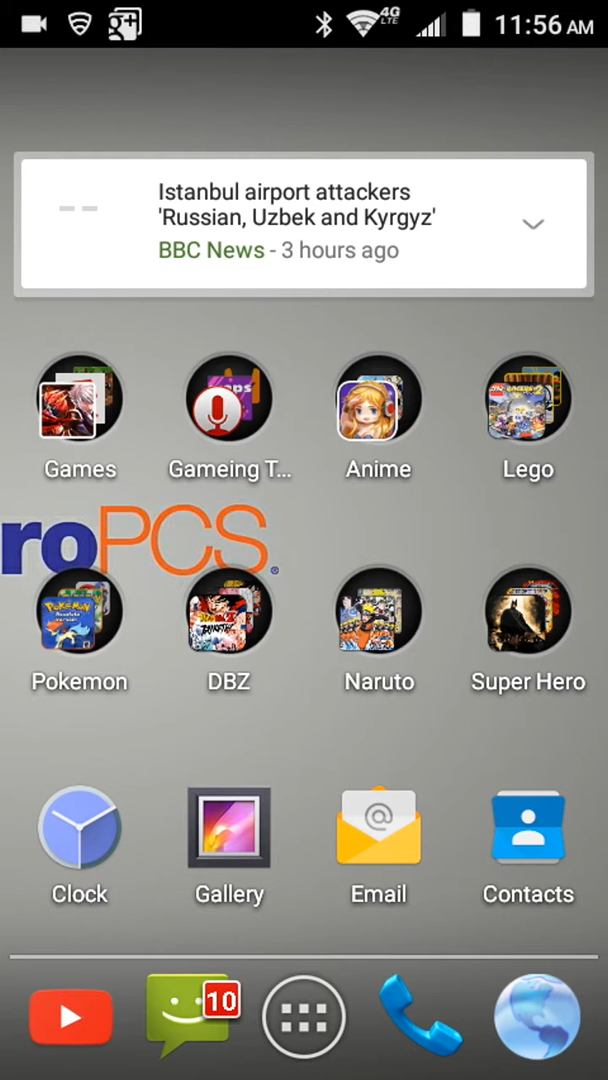 4G
LTE
11:56 AM
Istanbul airport attackers
'Russian, Uzbek and Kyrgyz'
BBC News - 3 hours ago
Games
Gameing T...
Anime
Lego
roPCS.
Pokemon
DBZ
Naruto
Super Hero
Clock
Gallery
Email
Contacts
10